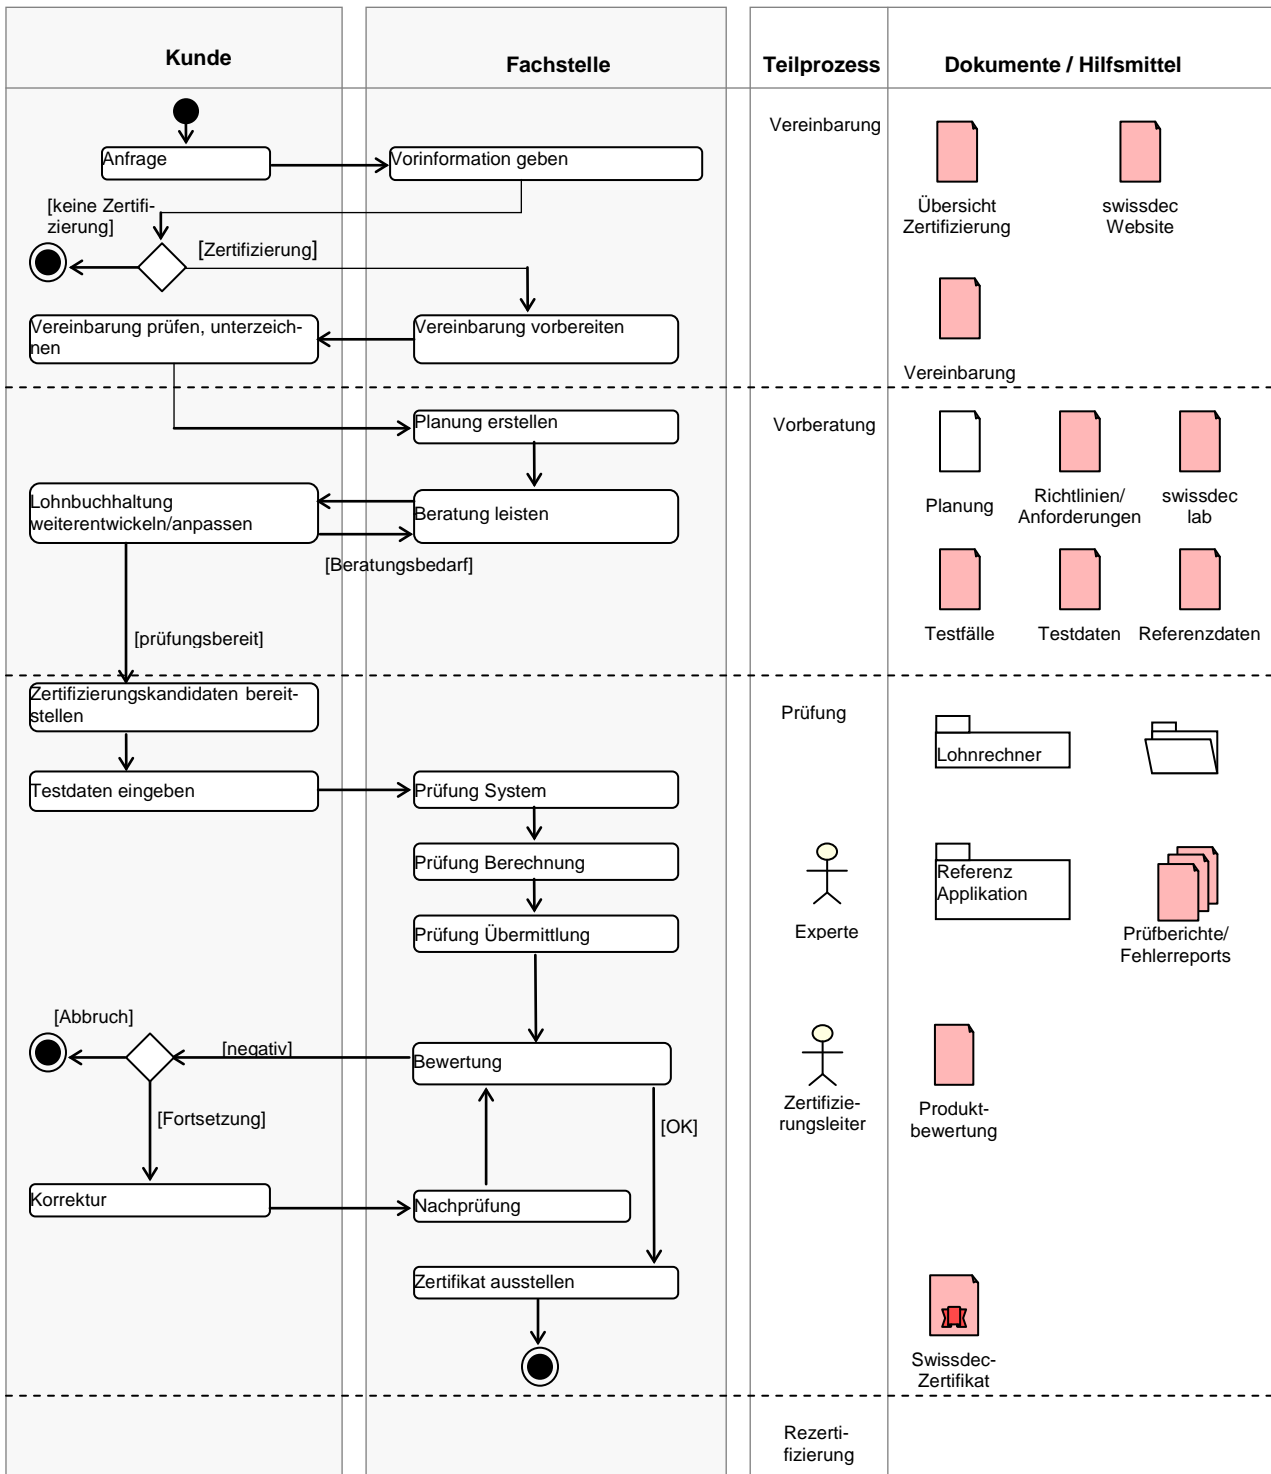 Kunde
Fachstelle
Teilprozess
Dokumente / Hilfsmittel
Anfrage
Vorinformation geben
Vereinbarung
Übersicht
Zertifizierung
swissdec
Website
[keine Zertifi-
zierung]
[Zertifizierung]
Vereinbarung prüfen, unterzeich-
nen
Vereinbarung vorbereiten
Vereinbarung
Planung erstellen
Vorberatung
Planung
Richtlinien/
Anforderungen
swissdec
lab
Lohnbuchhaltung
weiterentwickeln/anpassen
Beratung leisten
[Beratungsbedarf]
[prüfungsbereit]
Testfälle
Testdaten
Referenzdaten
Zertifizierungskandidaten bereit-
stellen
Prüfung
Lohnrechner
Testdaten eingeben
Prüfung System
Prüfung Berechnung
Prüfung Übermittlung
Experte
Referenz
Applikation
Prüfberichte/
Fehlerreports
[Abbruch]
[negativ]
Bewertung
[Fortsetzung]
[OK]
Zertifizie-
rungsleiter
Produkt-
bewertung
Korrektur
Nachprüfung
Zertifikat ausstellen
Swissdec-
Zertifikat
Rezerti-
fizierung